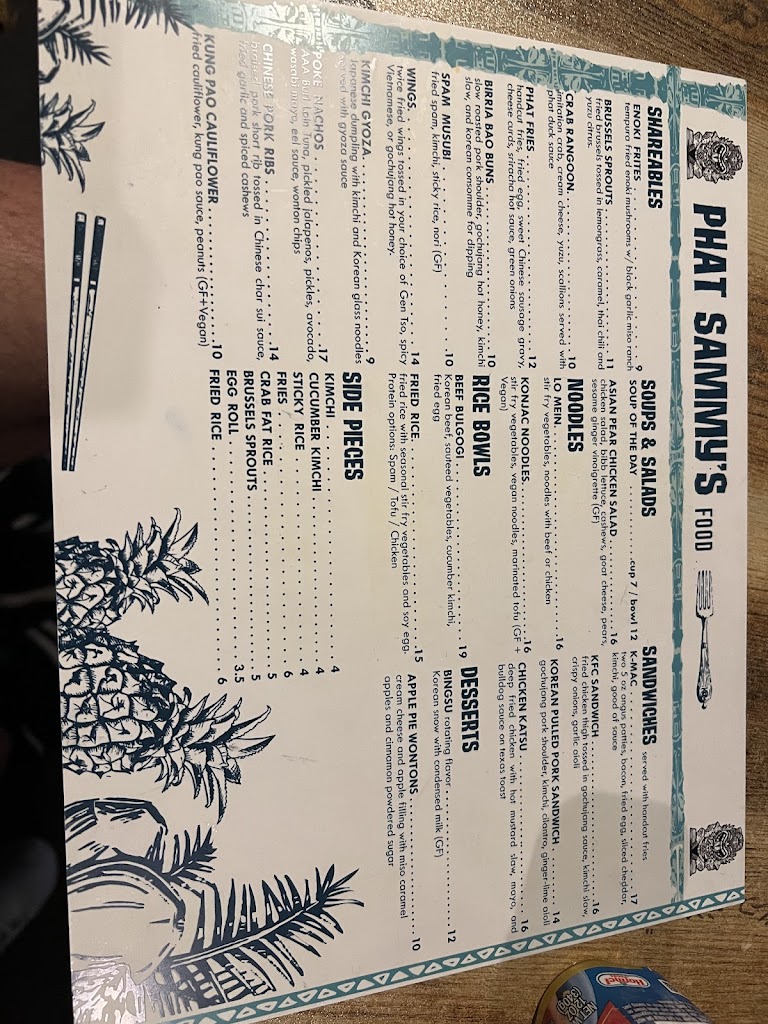 PHAT SAMMY'S FOOD
SHAREABLES
ENOKI FRITES . . . . . . . . . . . . . . . . . . 9
tempura fried enoki mushrooms w/ black garlic miso ranch
BRUSSELS SPROUTS . . . . . . . . . . . . . . . . 11
fried brussels tossed in lemongrass, caramel, thai chili and
yuzu citrus.
CRAB RANGOON. . . . . . . . . . . . . . . . . . 10
imitation crab, cream cheese, yuzu, scallions served with
phat duck sauce
PHAT FRIES . . . . . . . . . . . . . . . . . . 12
handcut fries, fried egg, sweet Chinese sausage gravy,
cheese curds, sriracha hot sauce, green onions
BIRRIA BAO BUNS . . . . . . . . . . . . . . . . 10
slow roasted pork shoulder, gochujang hot honey, kimchi
slaw, and korean consomme for dipping
SPAM MUSUBI . . . . . . . . . . . . . . . . . . .10
fried spam, kimchi, sticky rice, nori (GF)
WINGS. . . . . . . . . . . . . . . . . . . . . 14
twice fried wings tossed in your choice of Gen Tso, spicy
Vietnamese, or gochujang hot honey.
KIMCHI GYOZA. . . . . . . . . . . . . . . . . . 9
Japanese dumpling with kimchi and Korean glass noodles
served with gyoza sauce
POKE NACHOS . . . . . . . . . . . . . . . . . . 17
AAA Blue Loin Tuna, pickled jalapenos, pickles, avocado,
eel sauce, wonton chips
CHINESE PORK RIBS . . . . . . . . . . . . . . . .14
pork short rib tossed in Chinese char sui sauce,
fried garlic and spiced cashews
KUNG PAO CAULIFLOWER . . . . . . . . . . . . . .10
fried cauliflower, kung pao sauce, peanuts (GF+Vegan)
SOUPS & SALADS
SOUP OF THE DAY . . . . . . . . . .cup 7 / bowl 12
ASIAN PEAR CHICKEN SALAD . . . . . . . . . . . . 16
chicken salad, bibb lettuce, cashews, goat cheese, pears,
sesame ginger vinaigrette (GF)
NOODLES
LO MEIN. . . . . . . . . . . . . . . . . . . . .16
stir fry vegetables, noodles with beef or chicken
KONJAC NOODLES. . . . . . . . . . . . . . . . . .16
stir fry vegetables, vegan noodles, marinated tofu (GF +
Vegan)
RICE BOWLS
BEEF BULGOGI . . . . . . . . . . . . . . . . . . 19
Korean beef, sauteed vegetables, cucumber kimchi,
fried egg
FRIED RICE. . . . . . . . . . . . . . . . . . . .15
fried rice with seasonal stir fry vegetables and soy egg.
Protein options: Spam / Tofu / Chicken
SIDE PIECES
KIMCHI . . . . . . . . . . . . . . . . . . 4
CUCUMBER KIMCHI . . . . . . . . . . . . . . 4
STICKY RICE . . . . . . . . . . . . . . . . 4
FRIES . . . . . . . . . . . . . . . . . . . 6
CRAB FAT RICE . . . . . . . . . . . . . . . 5
BRUSSELS SPROUTS . . . . . . . . . . . . . 5
EGG ROLL . . . . . . . . . . . . . . . . . 3.5
FRIED RICE . . . . . . . . . . . . . . . . 6
SANDWICHES served with handcut fries
K-MAC . . . . . . . . . . . . . . . . . . . . . 17
two 5 oz angus patties, bacon, fried egg, sliced cheddar,
kimchi, good af sauce
KFC SANDWICH . . . . . . . . . . . . . . . . . .16
fried chicken thigh tossed in gochujang sauce, kimchi slaw,
crispy onions, garlic aioli
KOREAN PULLED PORK SANDWICH . . . . . . . . . . 14
gochujang pork shoulder, kimchi, cilantro, ginger-lime aioli
CHICKEN KATSU . . . . . . . . . . . . . . . . . 16
deep fried chicken with hot mustard slaw, mayo, and
bulldog sauce on texas toast
DESSERTS
BINGSU rotating flavor . . . . . . . . . . . . . 12
Korean snow with condensed milk (GF)
APPLE PIE WONTONS . . . . . . . . . . . . . . . 10
cream cheese and apple filling with miso caramel
apples and cinnamon powdered sugar
Hormel